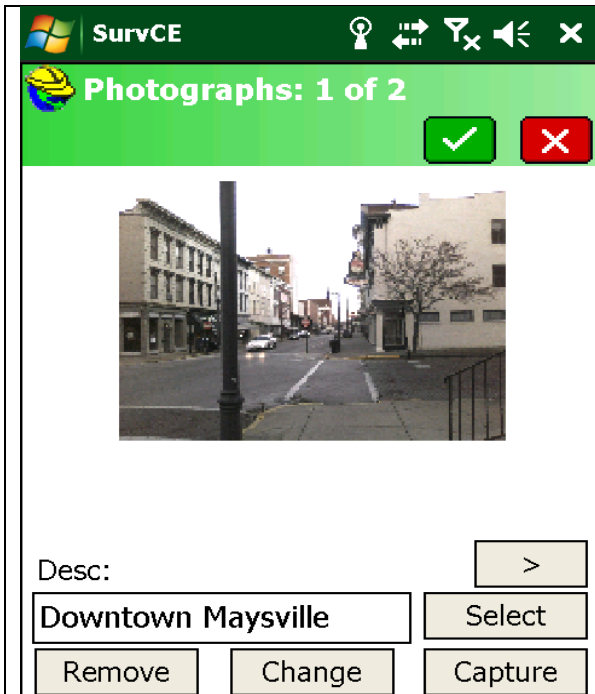 SurvCE
Photographs: 1 of 2
Desc:
>
Downtown Maysville
Select
Remove
Change
Capture